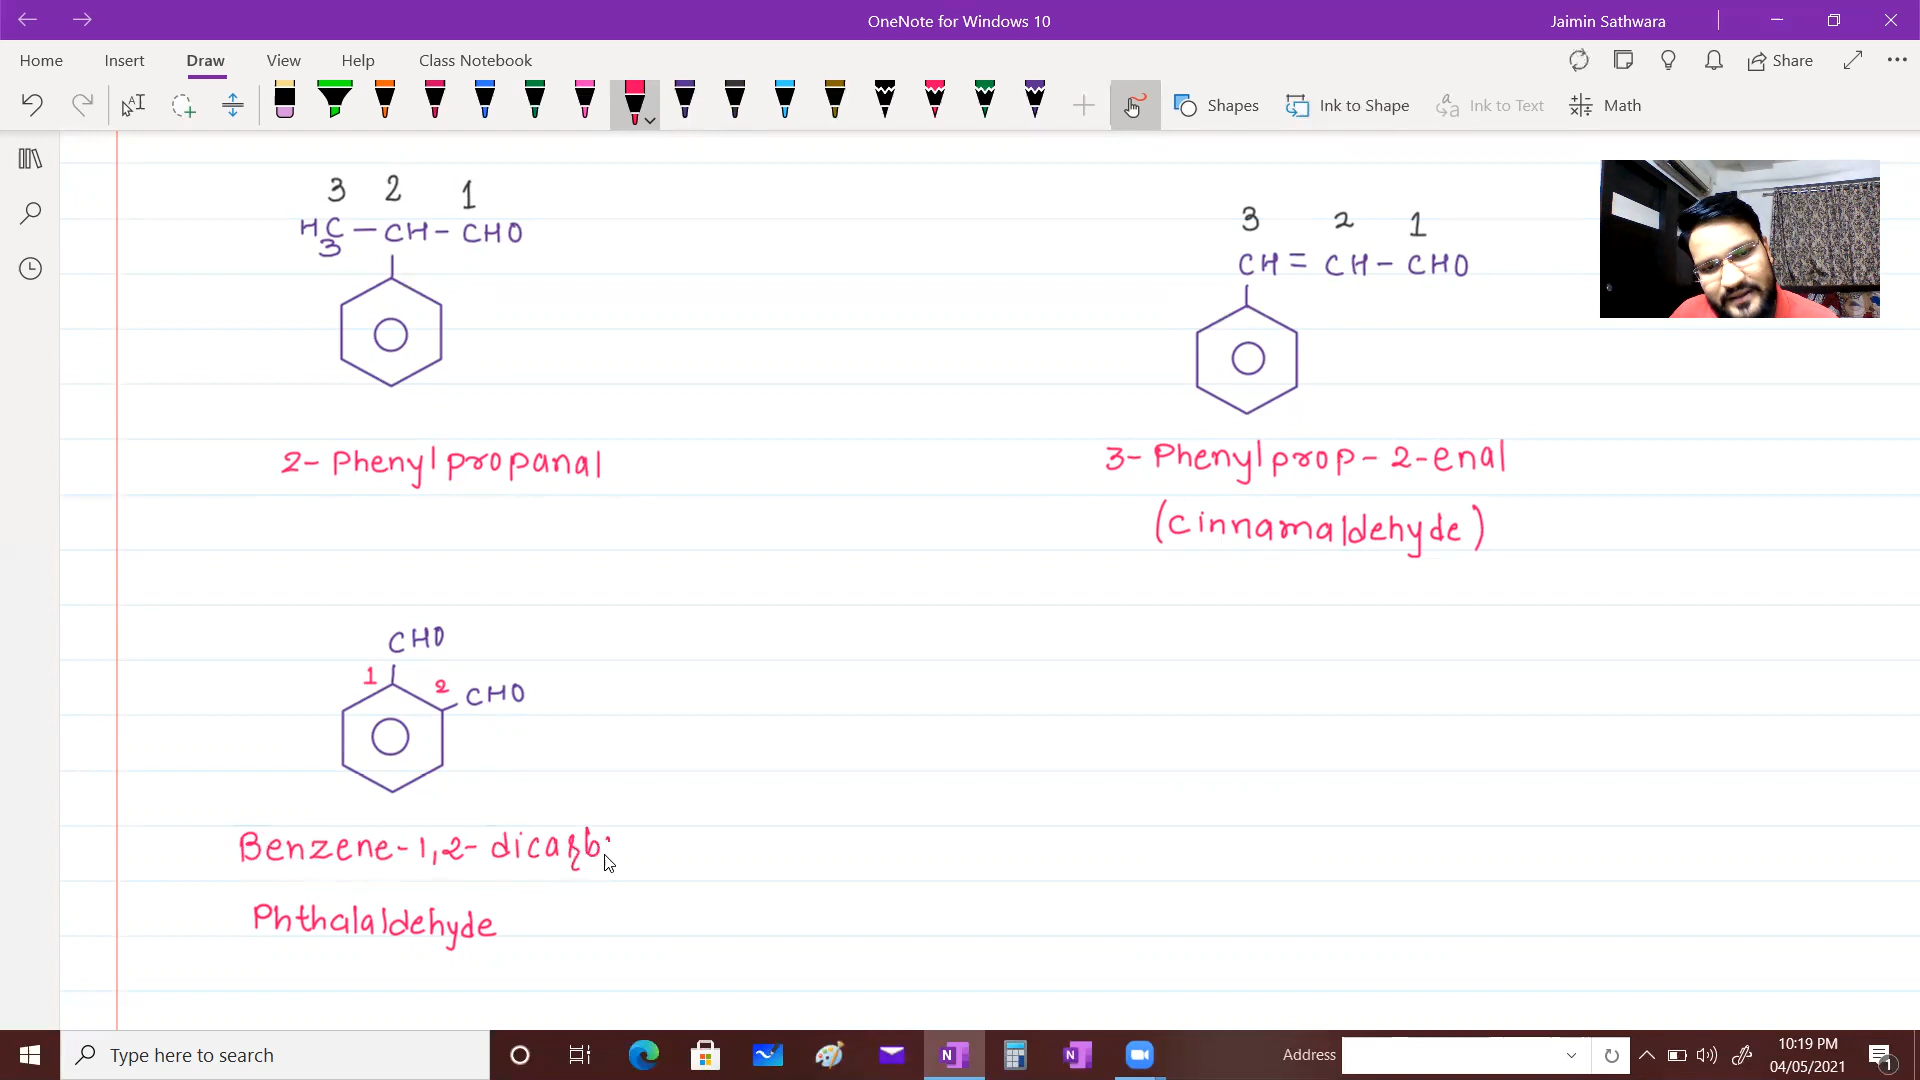 OneNote for Windows 10
Jaimin Sathwara
Home Insert Draw View Help Class Notebook
Share
Shapes Ink to Shape Ink to Text Math
3 2 1
H3C – CH – CHO
3 2 1
CH = CH – CHO
2- Phenylpropanal
3- Phenylprop - 2-enal
(Cinnamaldehyde)
CHO
1
2 CHO
Benzene-1,2- dicarb
Phthalaldehyde
Type here to search
Address
10:19 PM
04/05/2021
1